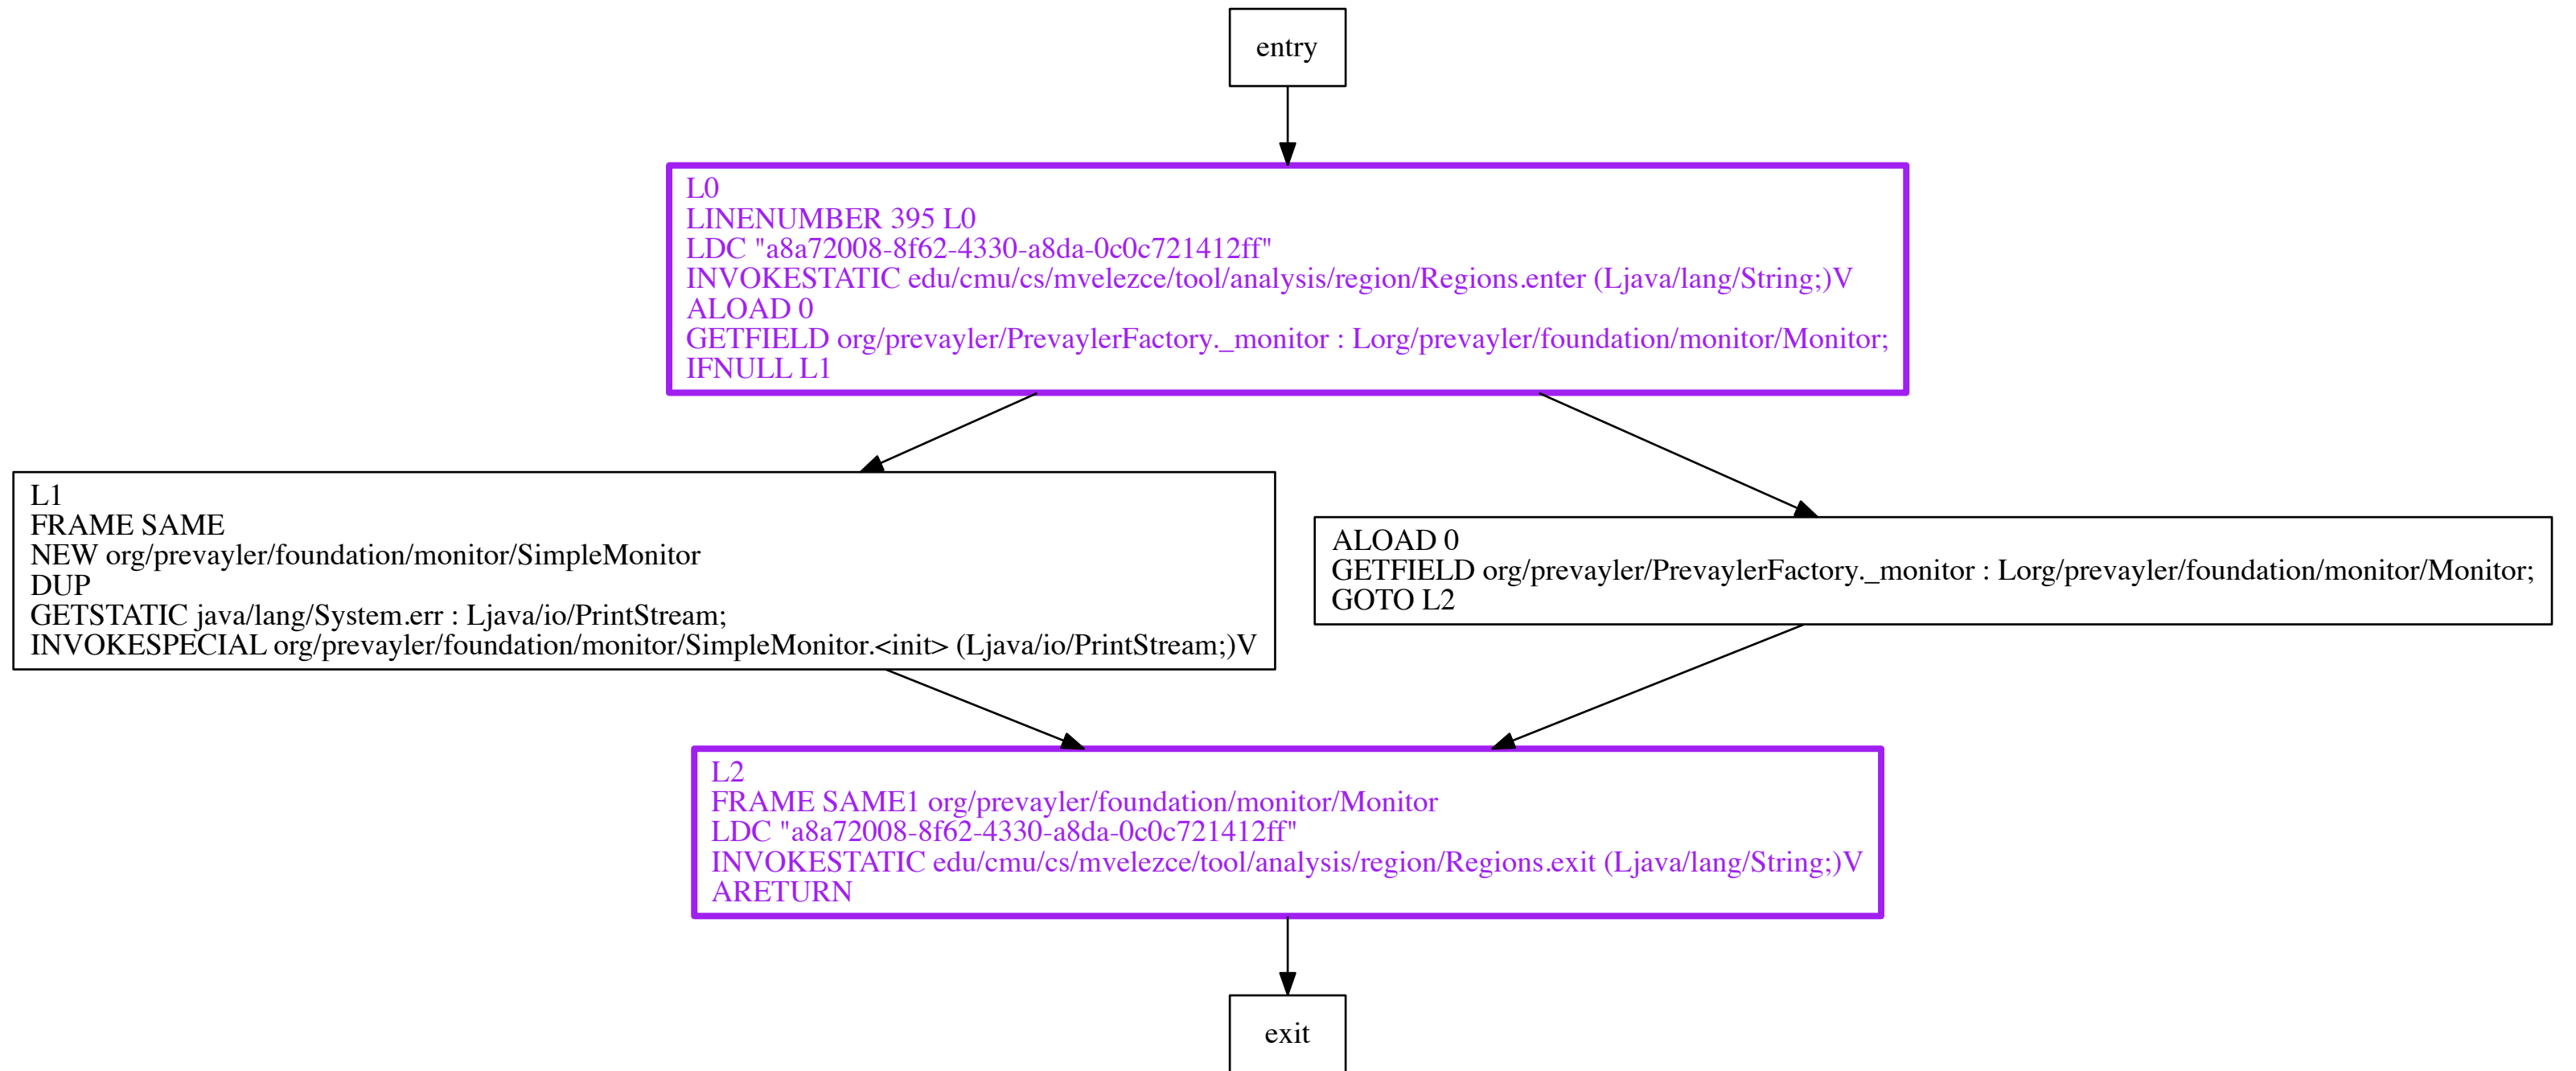 entry
L0
LINENUMBER 395 L0
LDC "a8a72008-8f62-4330-a8da-0c0c721412ff"
INVOKESTATIC edu/cmu/cs/mvelezce/tool/analysis/region/Regions.enter (Ljava/lang/String;)V
ALOAD 0
GETFIELD org/prevayler/PrevaylerFactory._monitor : Lorg/prevayler/foundation/monitor/Monitor;
IFNULL L1
L1
FRAME SAME
NEW org/prevayler/foundation/monitor/SimpleMonitor
DUP
GETSTATIC java/lang/System.err : Ljava/io/PrintStream;
INVOKESPECIAL org/prevayler/foundation/monitor/SimpleMonitor.<init> (Ljava/io/PrintStream;)V
ALOAD 0
GETFIELD org/prevayler/PrevaylerFactory._monitor : Lorg/prevayler/foundation/monitor/Monitor;
GOTO L2
L2
FRAME SAME1 org/prevayler/foundation/monitor/Monitor
LDC "a8a72008-8f62-4330-a8da-0c0c721412ff"
INVOKESTATIC edu/cmu/cs/mvelezce/tool/analysis/region/Regions.exit (Ljava/lang/String;)V
ARETURN
exit